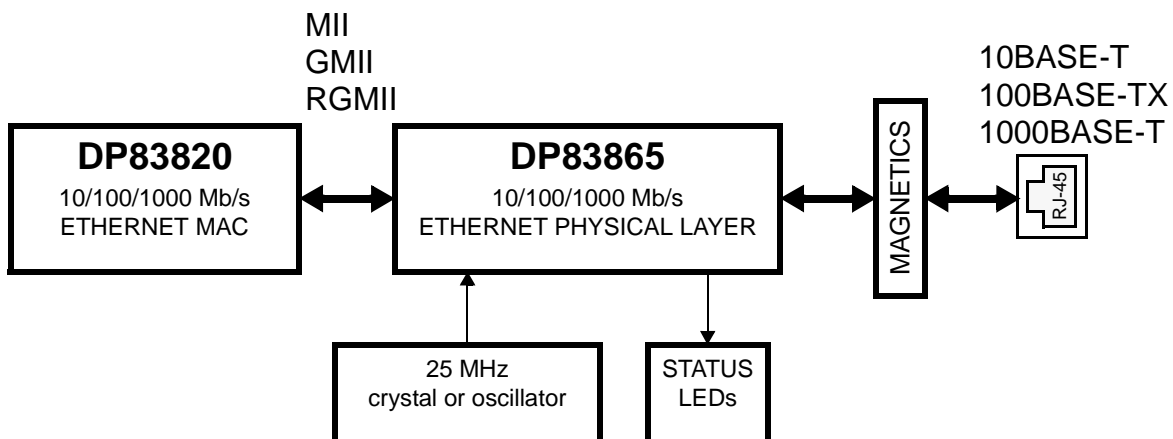 MII
GMII
RGMII
10BASE-T
100BASE-TX
1000BASE-T
DP83820
10/100/1000 Mb/s
ETHERNET MAC
DP83865
10/100/1000 Mb/s
ETHERNET PHYSICAL LAYER
MAGNETICS
RJ-45
25 MHz
crystal or oscillator
STATUS
LEDs